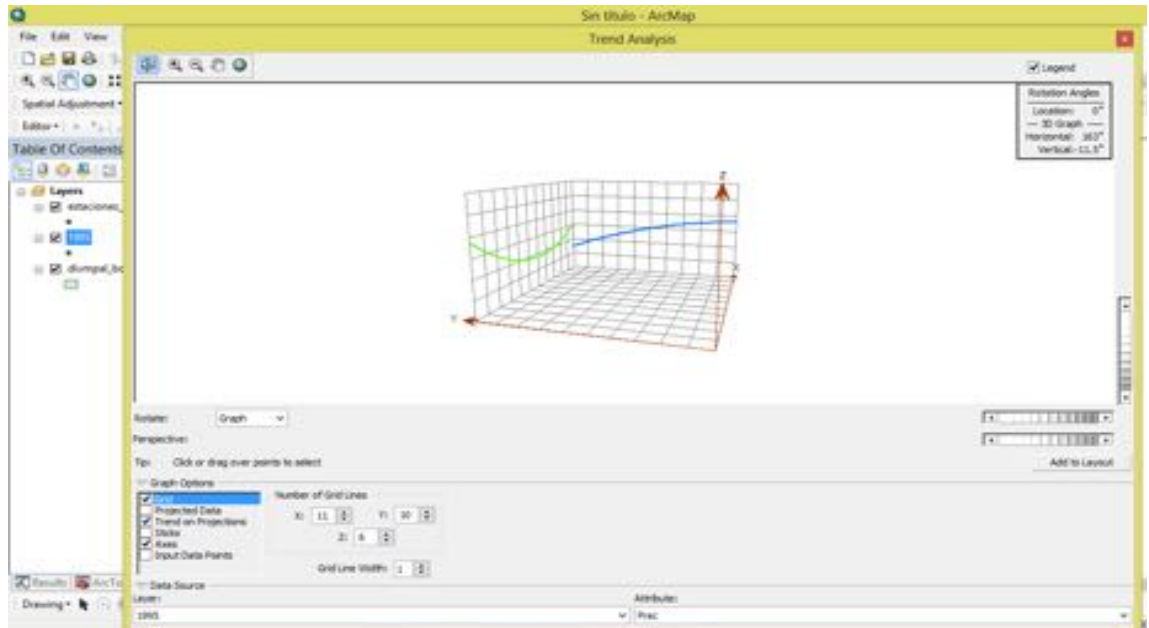 Sin título - ArcMap
File Edit View
Trend Analysis
Legend
Spatial Adjustment
Editor
Table Of Contents
Layers
estaciones_
1995
Rotation Angles
Location: 0°
3D Graph
Horizontal: 163°
Vertical: -11.5°
Z
X
Y
Rotate: Graph
Perspective:
Tip: Click or drag over points to select
Add to Layout
Graph Options
Grid
Projected Data
Trend on Projections
Sticks
Axes
Input Data Points
Number of Grid Lines
X: 11 Y: 10
Z: 6
Grid Line Width: 1
Data Source
Layer: Attribute:
1995 Prec
Results ArcTo
Drawing